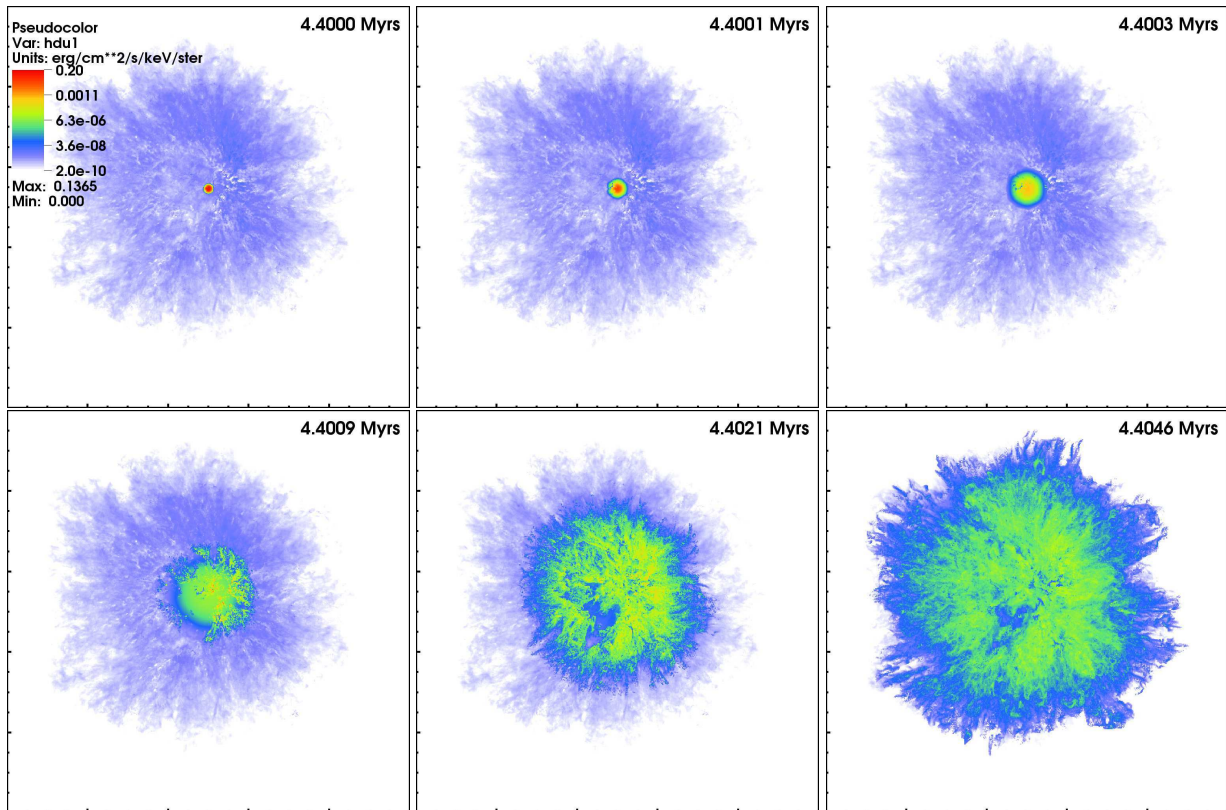 4.4000 Myrs
4.4001 Myrs
4.4003 Myrs
Pseudocolor
Var: hdu1
Units: erg/cm**2/s/keV/ster
0.20
0.0011
6.3e-06
3.6e-08
2.0e-10
Max: 0.1365
Min: 0.000
4.4009 Myrs
4.4021 Myrs
4.4046 Myrs